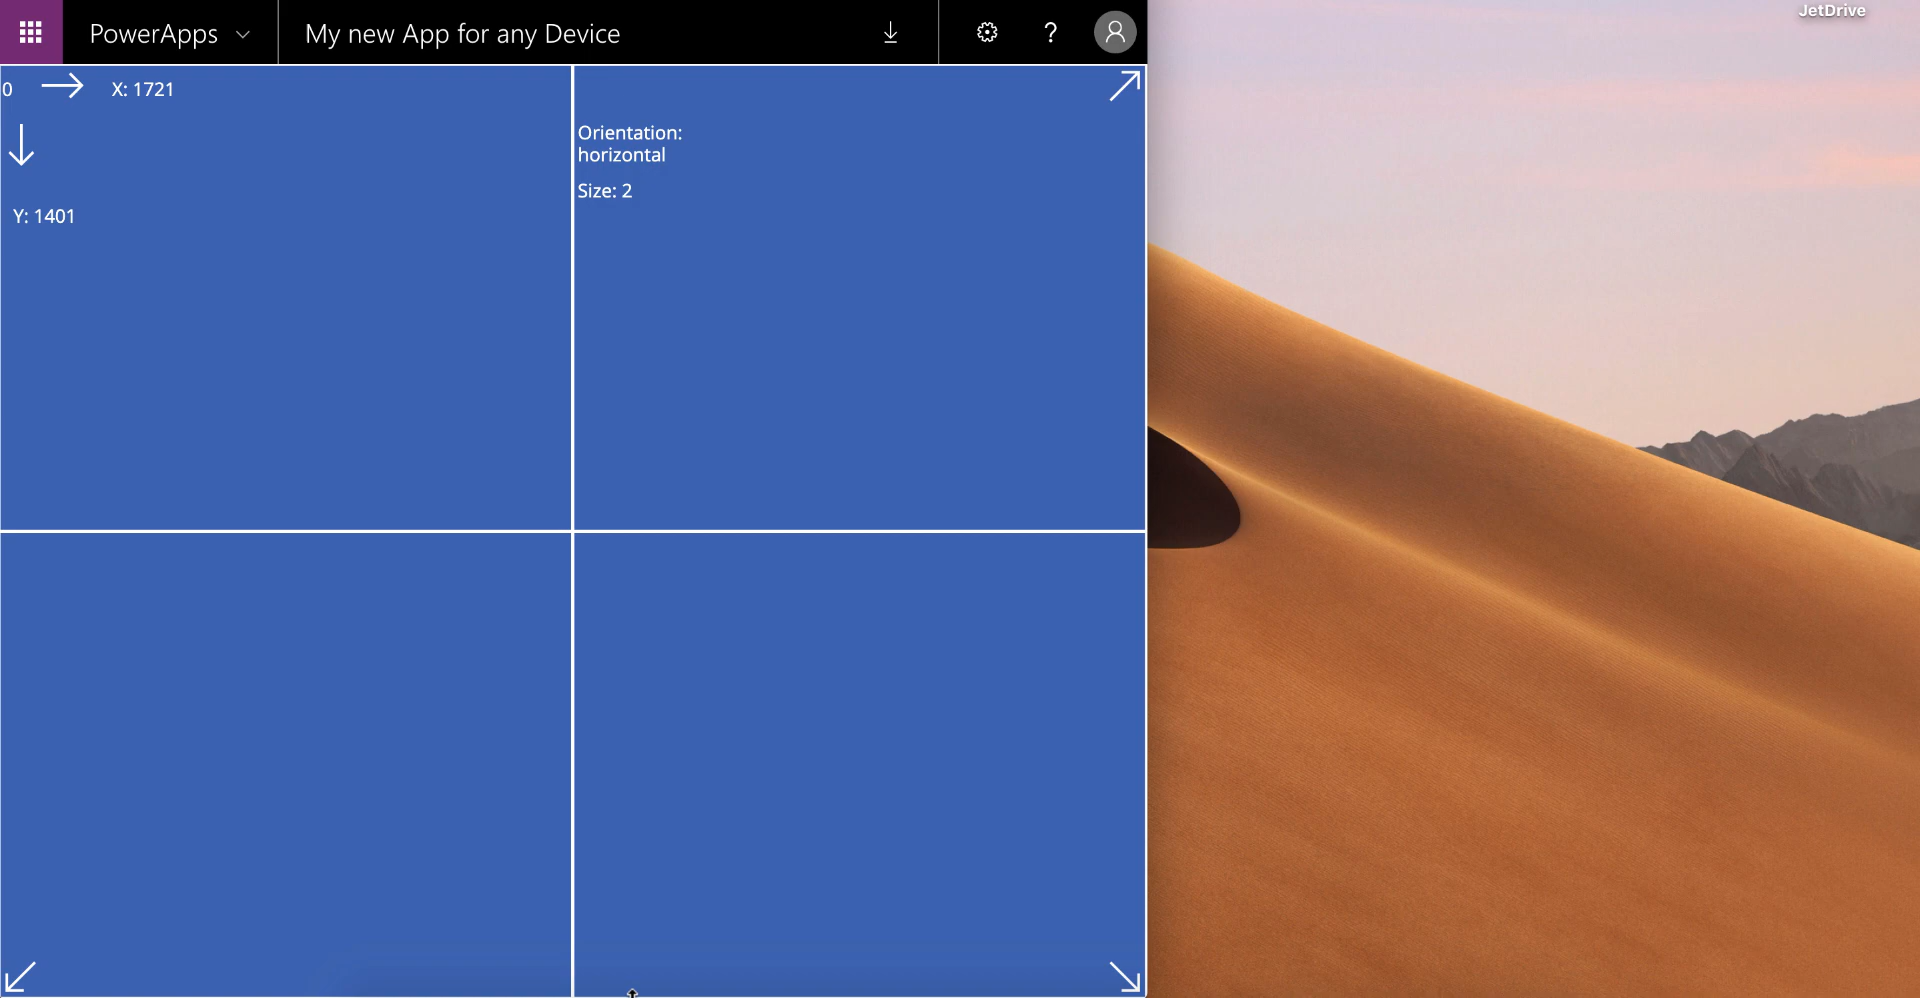 PowerApps
My new App for any Device
?
JetDrive
0
X: 1721
Y: 1401
Orientation:
horizontal
Size: 2